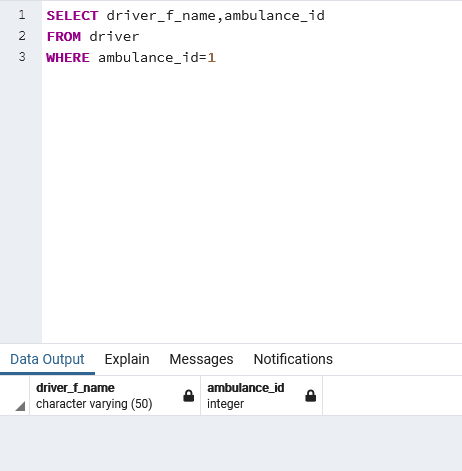 1 SELECT driver_f_name,ambulance_id
2 FROM driver
3 WHERE ambulance_id=1
Data Output Explain Messages Notifications
driver_f_name ambulance_id
character varying (50) integer